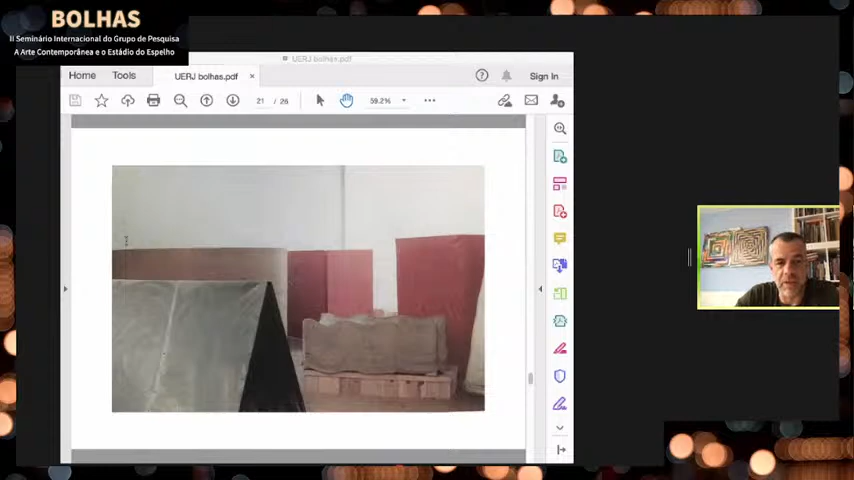 BOLHAS
II Seminário Internacional do Grupo de Pesquisa
A Arte Contemporânea e o Estádio do Espelho
UERJ bolhas.pdf
Home
Tools
UERJ bolhas.pdf
×
Sign In
21 / 26
59.2%